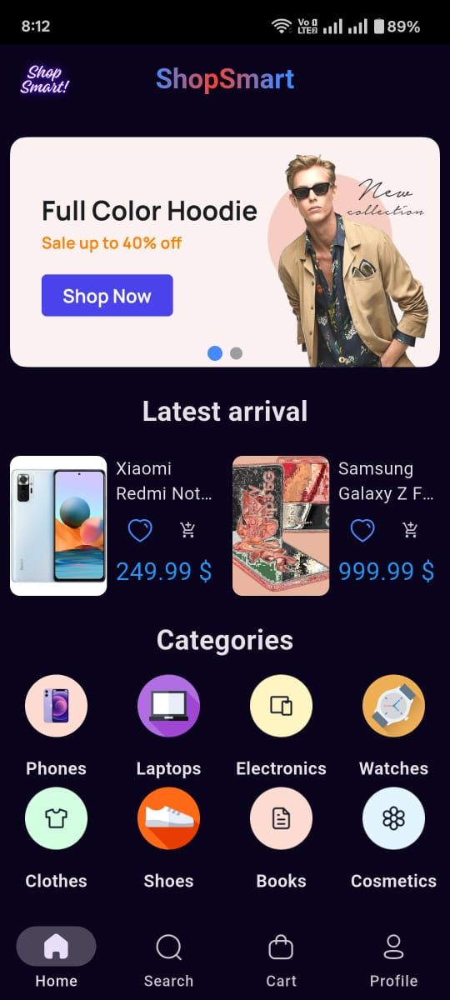 8:12
Vo LTE2
89%
Shop
Smart!
ShopSmart
Full Color Hoodie
Sale up to 40% off
Shop Now
New
collection
Latest arrival
Xiaomi
Redmi Not...
249.99 $
Samsung
Galaxy Z F...
999.99 $
Categories
Phones Laptops Electronics Watches
Clothes Shoes Books Cosmetics
Home Search Cart Profile